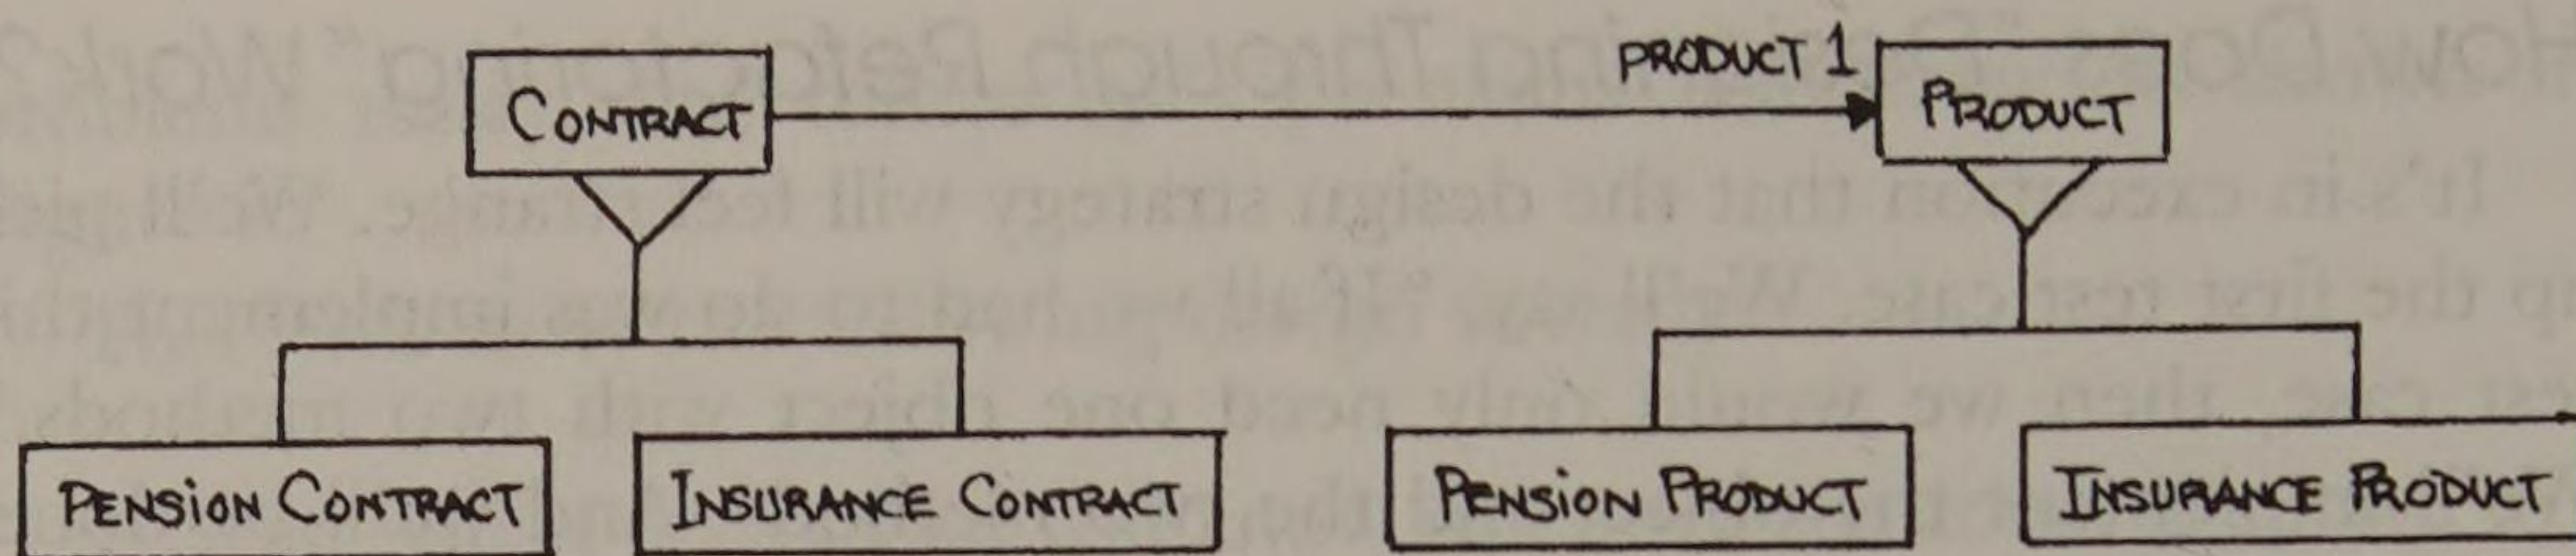 PRODUCT 1
CONTRACT
PRODUCT
PENSION CONTRACT
INSURANCE CONTRACT
PENSION PRODUCT
INSURANCE PRODUCT